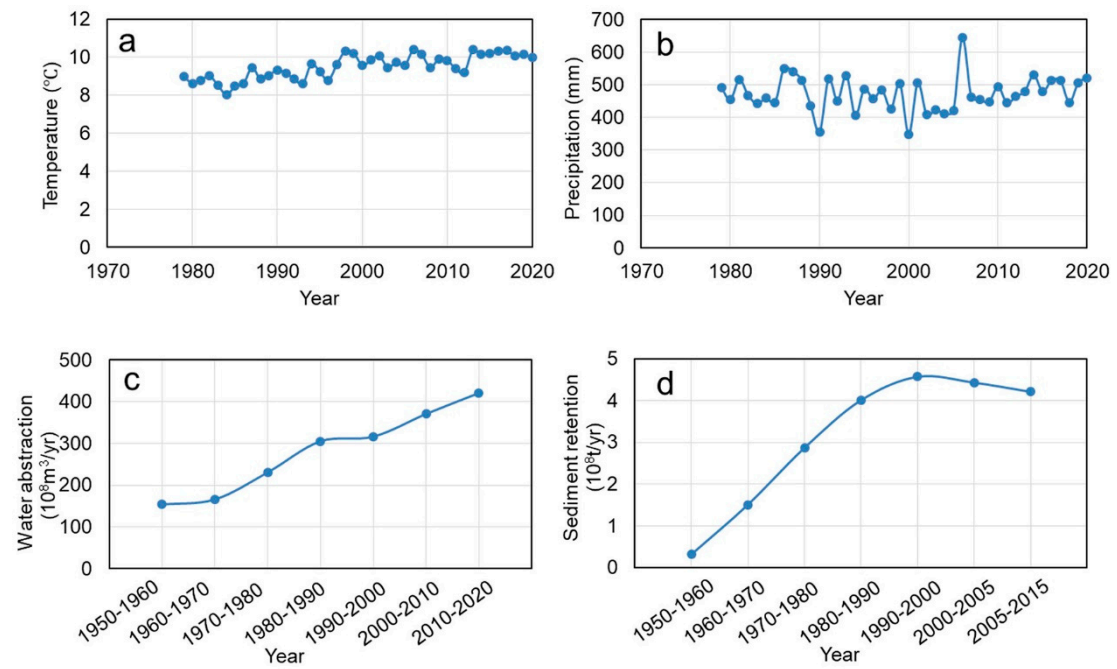 a
Temperature (℃)
12
10
8
6
4
2
0
1970 1980 1990 2000 2010 2020
Year
b
Precipitation (mm)
700
600
500
400
300
200
100
0
1970 1980 1990 2000 2010 2020
Year
c
Water abstraction
(10⁸m³/yr)
500
400
300
200
100
0
1950-1960 1960-1970 1970-1980 1980-1990 1990-2000 2000-2010 2010-2020
Year
d
Sediment retention
(10⁸t/yr)
5
4
3
2
1
0
1950-1960 1960-1970 1970-1980 1980-1990 1990-2000 2000-2005 2005-2015
Year